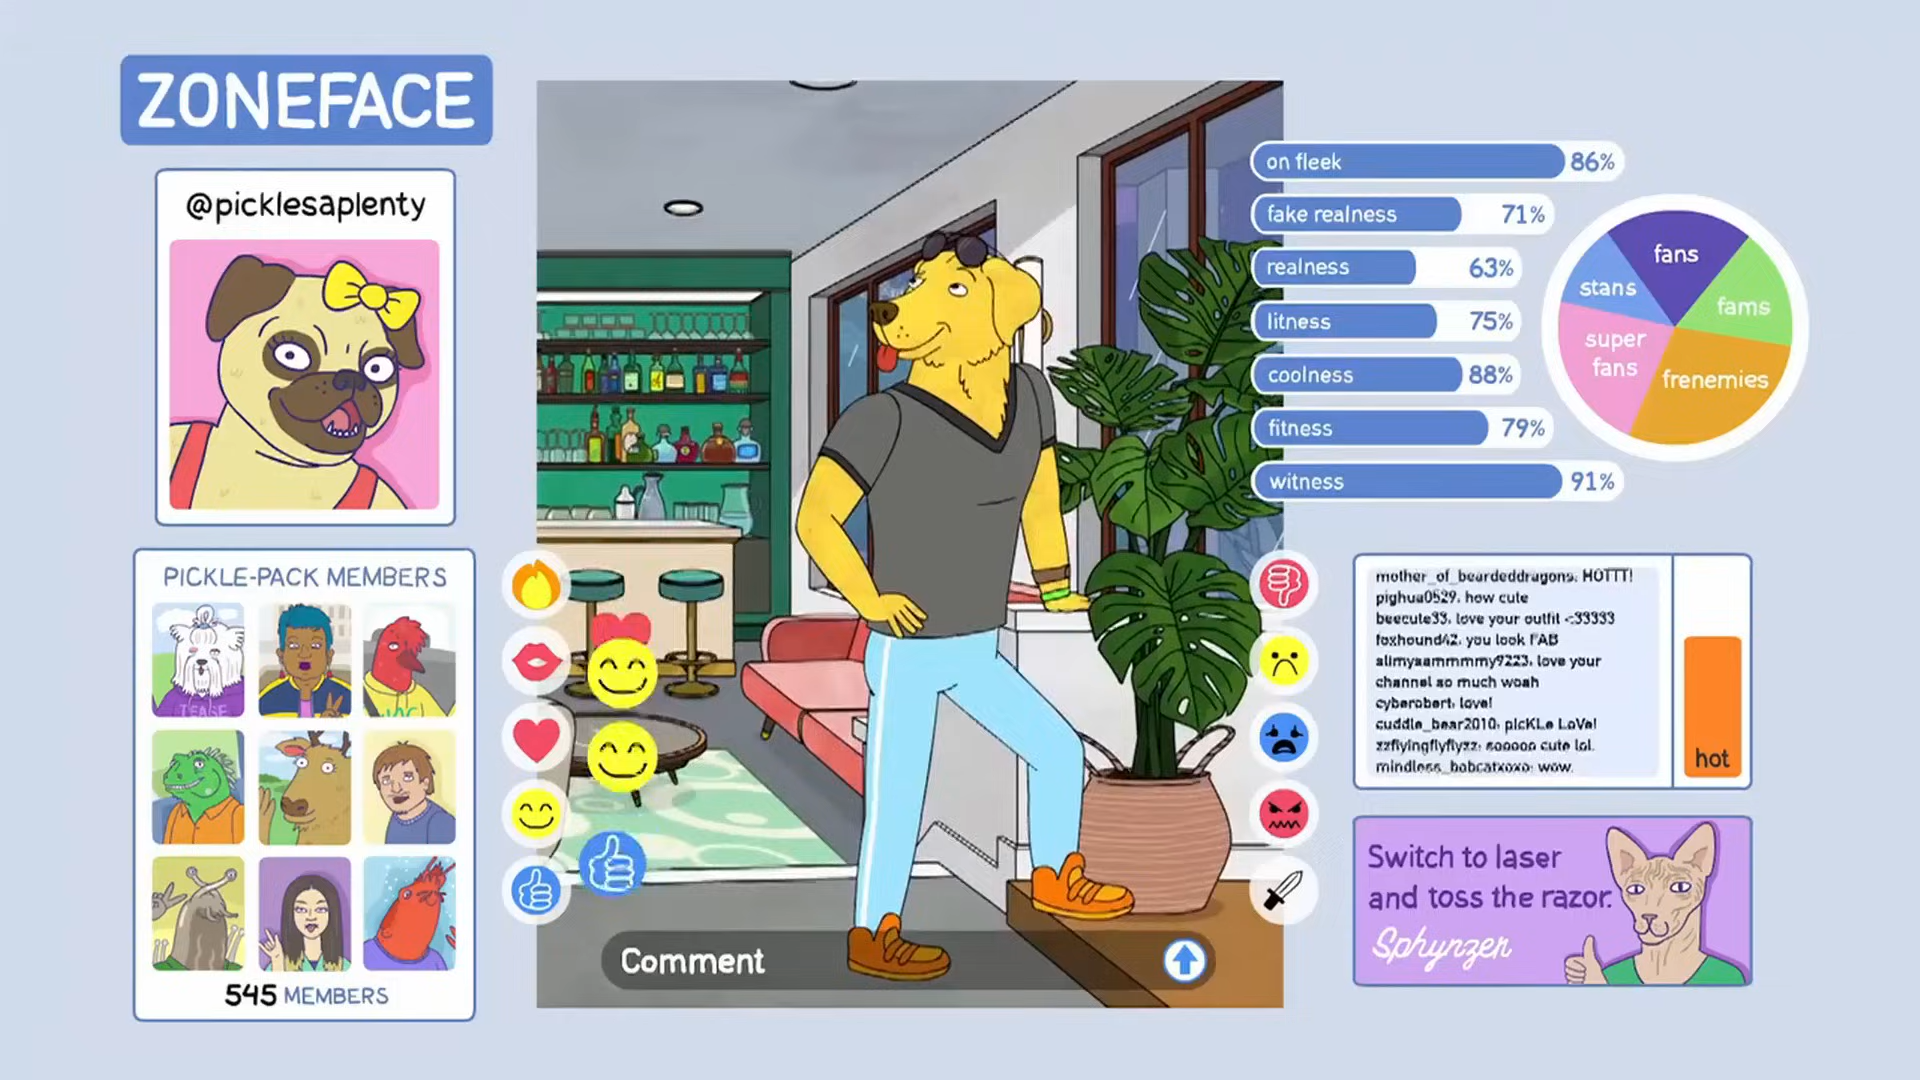 ZONEFACE
@picklesaplenty
PICKLE-PACK MEMBERS
TEASE
545 MEMBERS
Comment
on fleek 86%
fake realness 71%
realness 63%
litness 75%
coolness 88%
fitness 79%
witness 91%
fans
fams
frenemies
super
fans
stans
mother_of_beardeddragons: HOTTT!
pighua0529: how cute
beecute33: love your outfit <33333
foxhound42: you look FAB
alimyaammmmy9223: love your
channel so much woah
cyberobert: love!
cuddle_bear2010: picKLe LoVe!
zzflyingflyflyzz: sooooo cute lol.
mindless_bobcatxoxo: wow.
hot
Switch to laser
and toss the razor.
Sphynzer